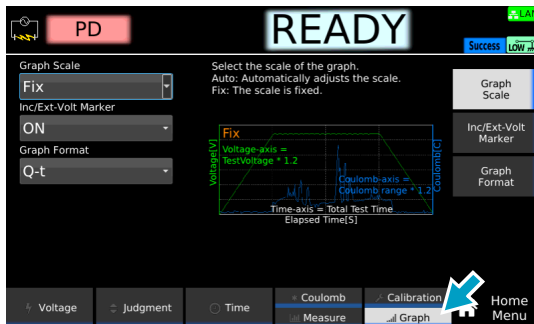 PD
READY
LAN
Success
LOW
Graph Scale
Fix
Inc/Ext-Volt Marker
ON
Graph Format
Q-t
Select the scale of the graph.
Auto: Automatically adjusts the scale.
Fix: The scale is fixed.
Fix
Voltage-axis =
TestVoltage * 1.2
Voltage[V]
Coulomb-axis =
Coulomb range * 1.2
Coulomb[C]
Time-axis = Total Test Time
Elapsed Time[S]
Graph
Scale
Inc/Ext-Volt
Marker
Graph
Format
Voltage
Judgment
Time
Coulomb
Measure
Calibration
Graph
Home
Menu